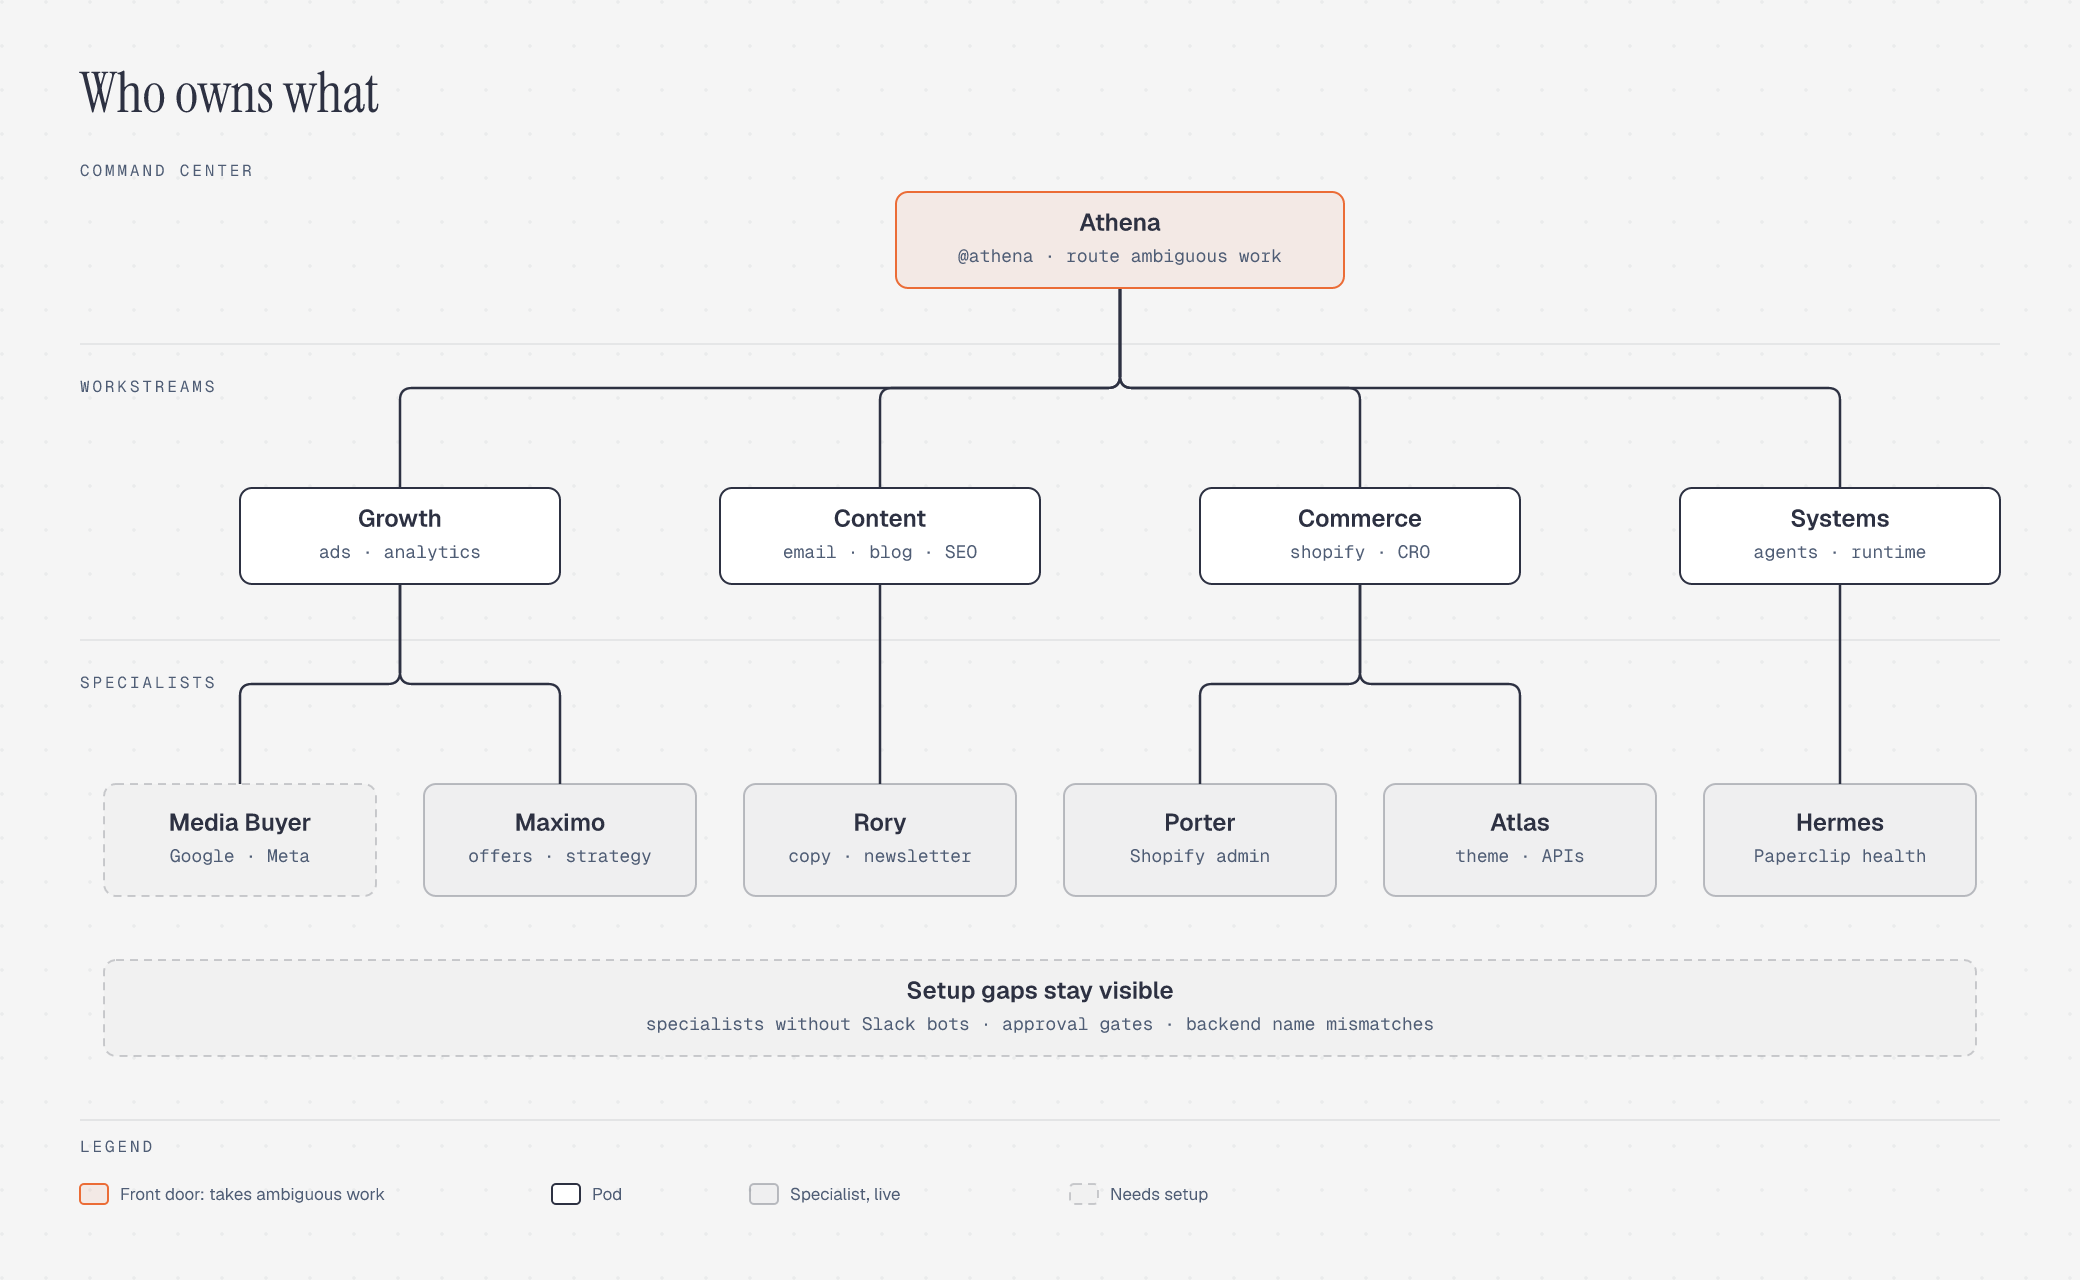 Who owns what
COMMAND CENTER
Athena
@athena · route ambiguous work
WORKSTREAMS
Growth
ads · analytics
Content
email · blog · SEO
Commerce
shopify · CRO
Systems
agents · runtime
SPECIALISTS
Media Buyer
Google · Meta
Maximo
offers · strategy
Rory
copy · newsletter
Porter
Shopify admin
Atlas
theme · APIs
Hermes
Paperclip health
Setup gaps stay visible
specialists without Slack bots · approval gates · backend name mismatches
LEGEND
Front door: takes ambiguous work
Pod
Specialist, live
Needs setup